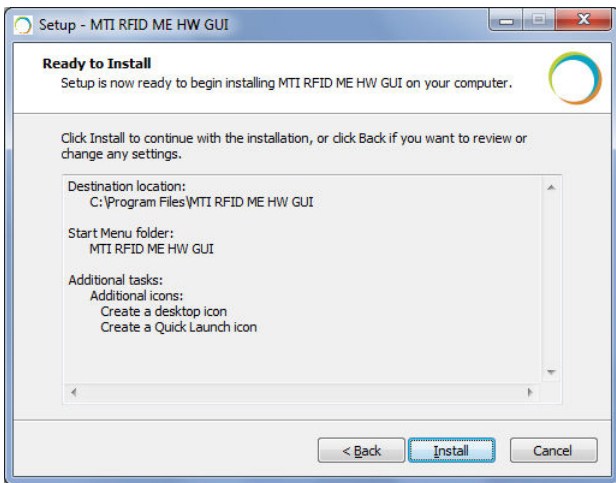 Setup - MTI RFID ME HW GUI
Ready to Install
Setup is now ready to begin installing MTI RFID ME HW GUI on your computer.
Click Install to continue with the installation, or click Back if you want to review or
change any settings.
Destination location:
C:\Program Files\MTI RFID ME HW GUI
Start Menu folder:
MTI RFID ME HW GUI
Additional tasks:
Additional icons:
Create a desktop icon
Create a Quick Launch icon
< Back
Install
Cancel